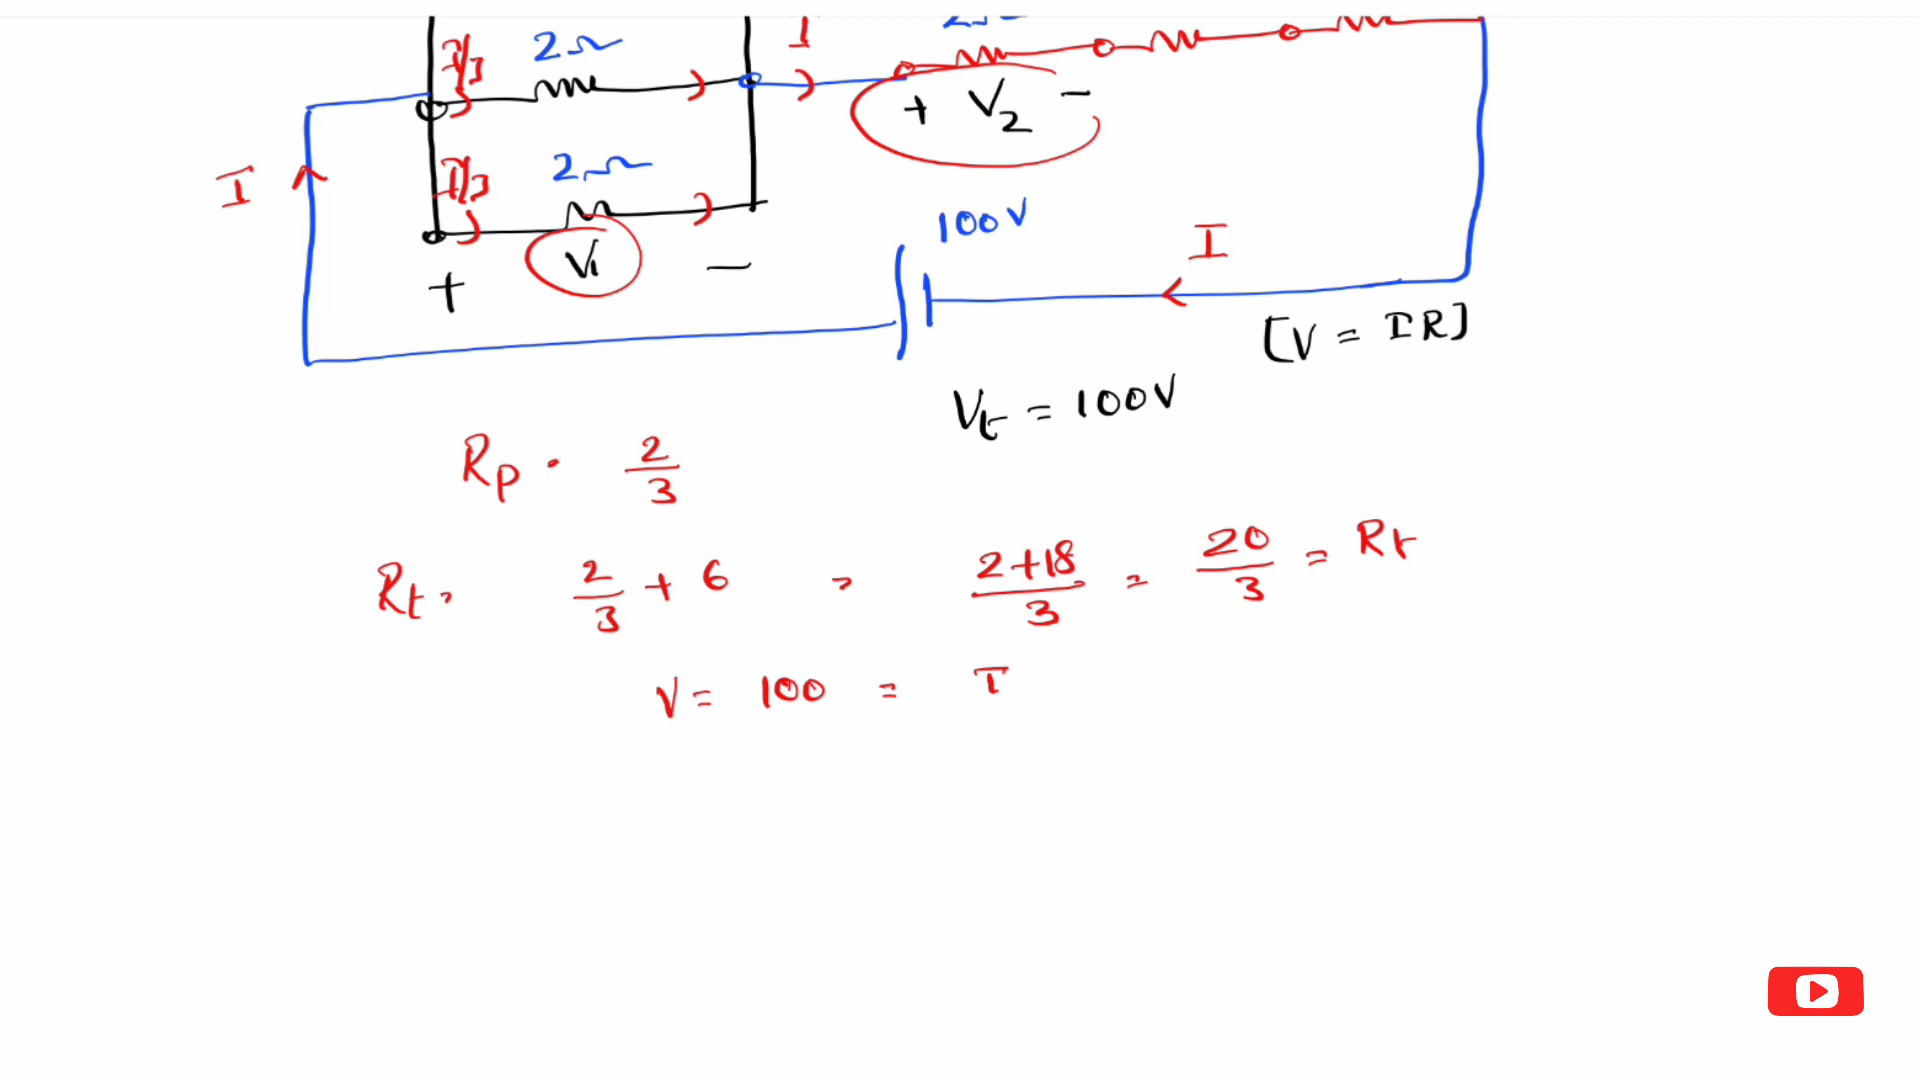 I/3 2Ω I
+ V₂ −
I I/3 2Ω
100V
+ V₁ − I
[V = IR]
Vt = 100V
Rp = 2/3
Rt = 2/3 + 6 = 2+18/3 = 20/3 = Rt
V = 100 = I